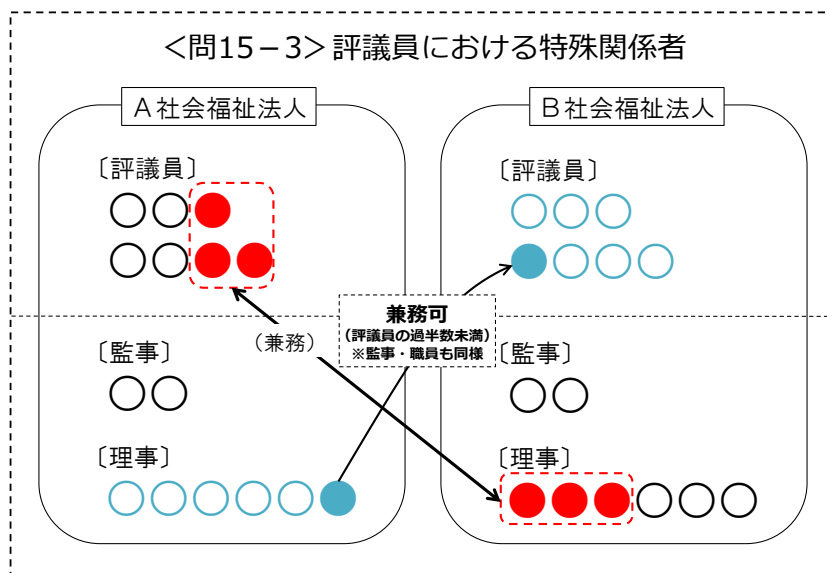 ＜問15－3＞評議員における特殊関係者
Ａ社会福祉法人
Ｂ社会福祉法人
〔評議員〕
〔評議員〕
兼務可
（評議員の過半数未満）
※監事・職員も同様
（兼務）
〔監事〕
〔監事〕
〔理事〕
〔理事〕